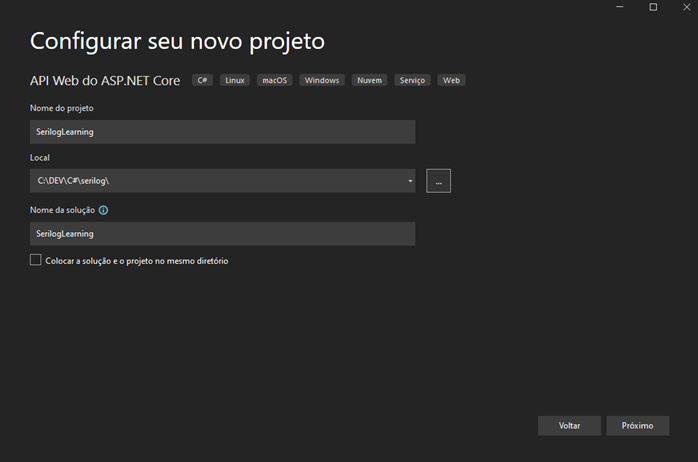 Configurar seu novo projeto
API Web do ASP.NET Core C# Linux macOS Windows Nuvem Serviço Web
Nome do projeto
SerilogLearning
Local
C:\DEV\C#\serilog\
...
Nome da solução
SerilogLearning
Colocar a solução e o projeto no mesmo diretório
Voltar Próximo